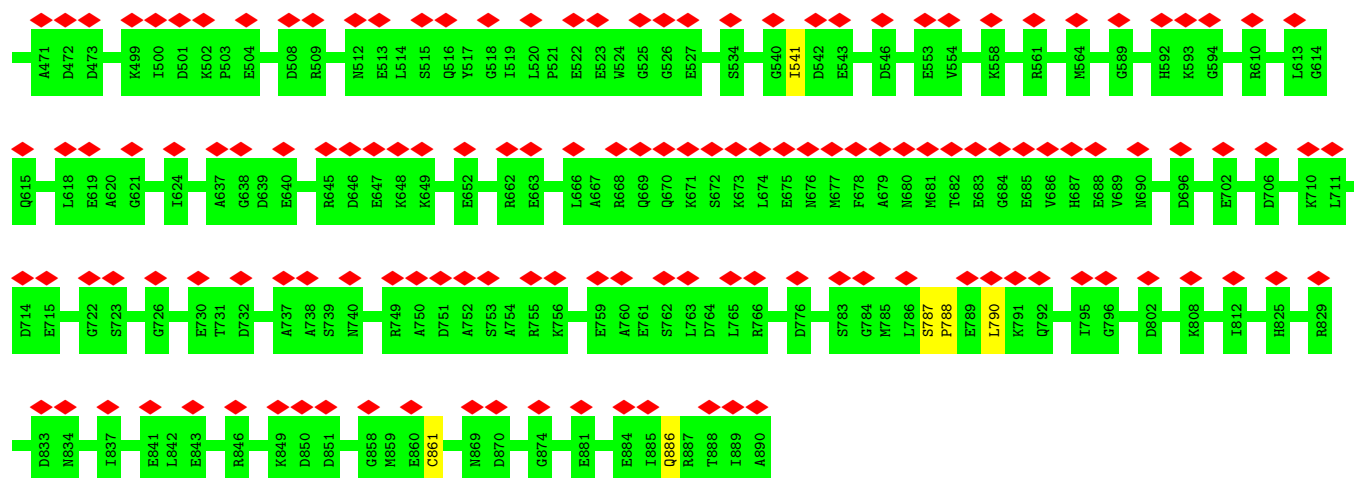 A471 D472 D473 K499 I500 D501 K502 P503 E504 D508 R509 N512 E513 L514 S515 Q516 Y517 G518 I519 L520 P521 E522 E523 W524 G525 G526 E527 S534 G540 I541 D542 E543 D546 E553 V554 K558 R561 M564 G589 H592 K593 G594 R610 L613 G614
Q615 L618 E619 A620 G621 I624 A637 G638 D639 E640 R645 D646 E647 K648 K649 E652 R662 E663 L666 A667 R668 Q669 Q670 K671 S672 K673 L674 E675 N676 M677 F678 A679 N680 M681 T682 E683 G684 E685 V686 H687 E688 V689 N690 D696 E702 D706 K710 L711
D714 E715 G722 S723 G726 E730 T731 D732 A737 A738 S739 N740 R749 A750 D751 A752 S753 A754 R755 K756 E759 A760 E761 S762 L763 D764 L765 R766 D776 S783 G784 M785 L786 S787 P788 E789 L790 K791 Q792 I795 G796 D802 K808 I812 H825 R829
D833 N834 I837 E841 L842 E843 R846 K849 D850 D851 G858 M859 E860 C861 N869 D870 G874 E881 E884 I885 Q886 R887 T888 I889 A890